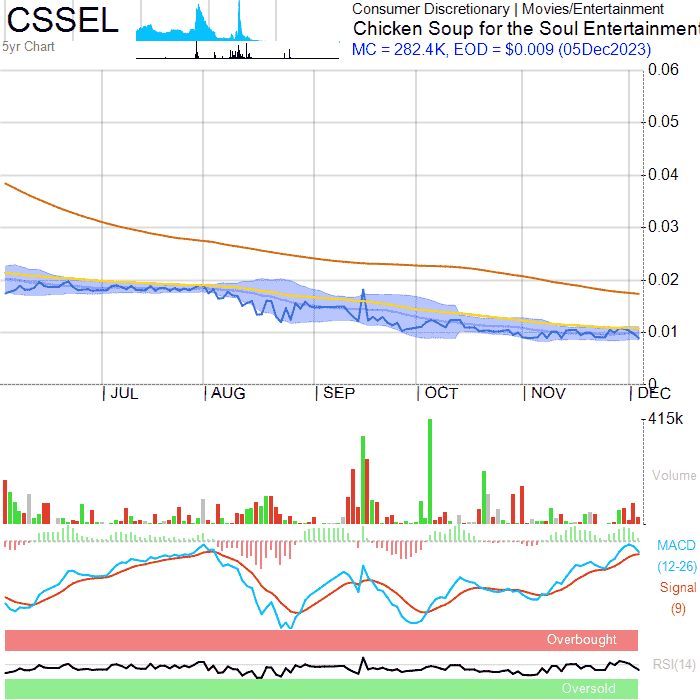 CSSEL
5yr Chart
Consumer Discretionary | Movies/Entertainment
Chicken Soup for the Soul Entertainment
MC = 282.4K, EOD = $0.009 (05Dec2023)
0.06
0.05
0.04
0.03
0.02
0.01
0
JUL AUG SEP OCT NOV DEC
415k
Volume
MACD
(12-26)
Signal
(9)
Overbought
RSI(14)
Oversold